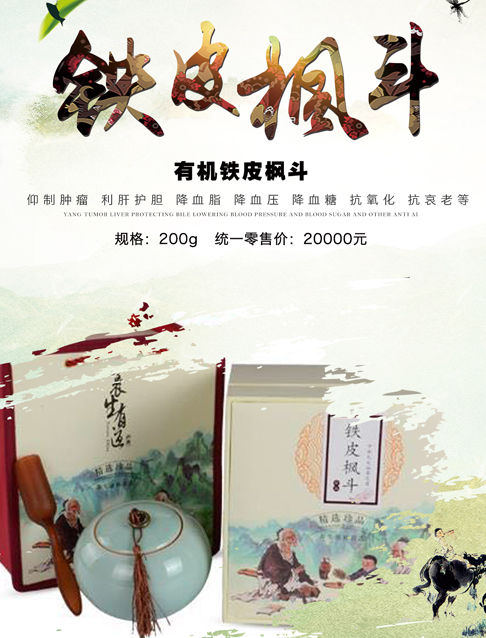 铁皮枫斗
有机铁皮枫斗
仰制肿瘤 利肝护胆 降血脂 降血压 降血糖 抗氧化 抗哀老等
YANG TUMOR LIVER PROTECTING BILE LOWERING BLOOD PRESSURE AND BLOOD SUGAR AND OTHER ANTI AI
规格：200g 统一零售价：20000元
养生有道
精选珍品
铁皮枫斗
精选珍品